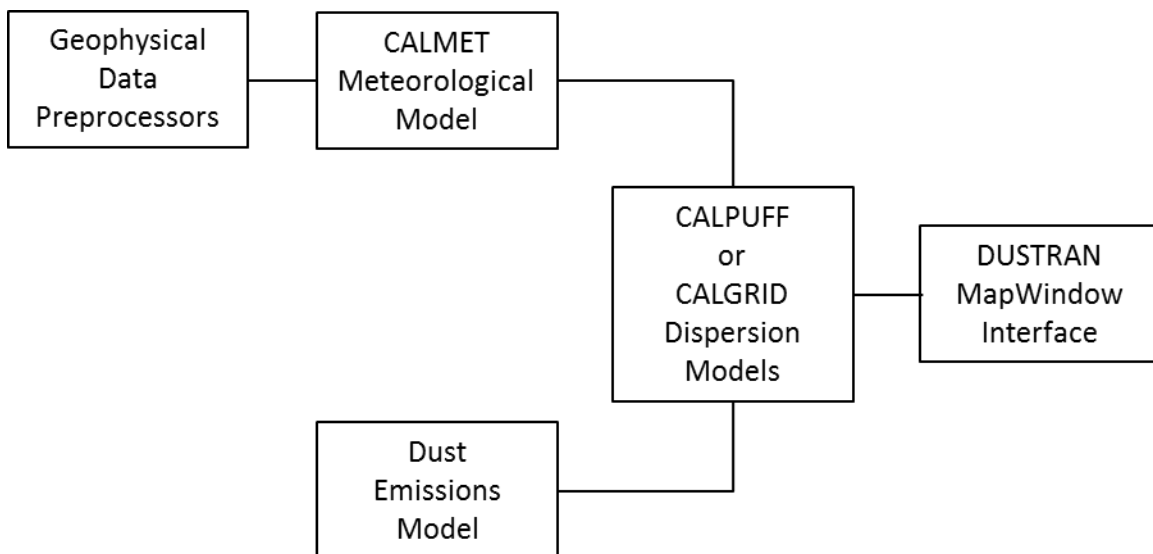 Geophysical
Data
Preprocessors
CALMET
Meteorological
Model
CALPUFF
or
CALGRID
Dispersion
Models
DUSTRAN
MapWindow
Interface
Dust
Emissions
Model